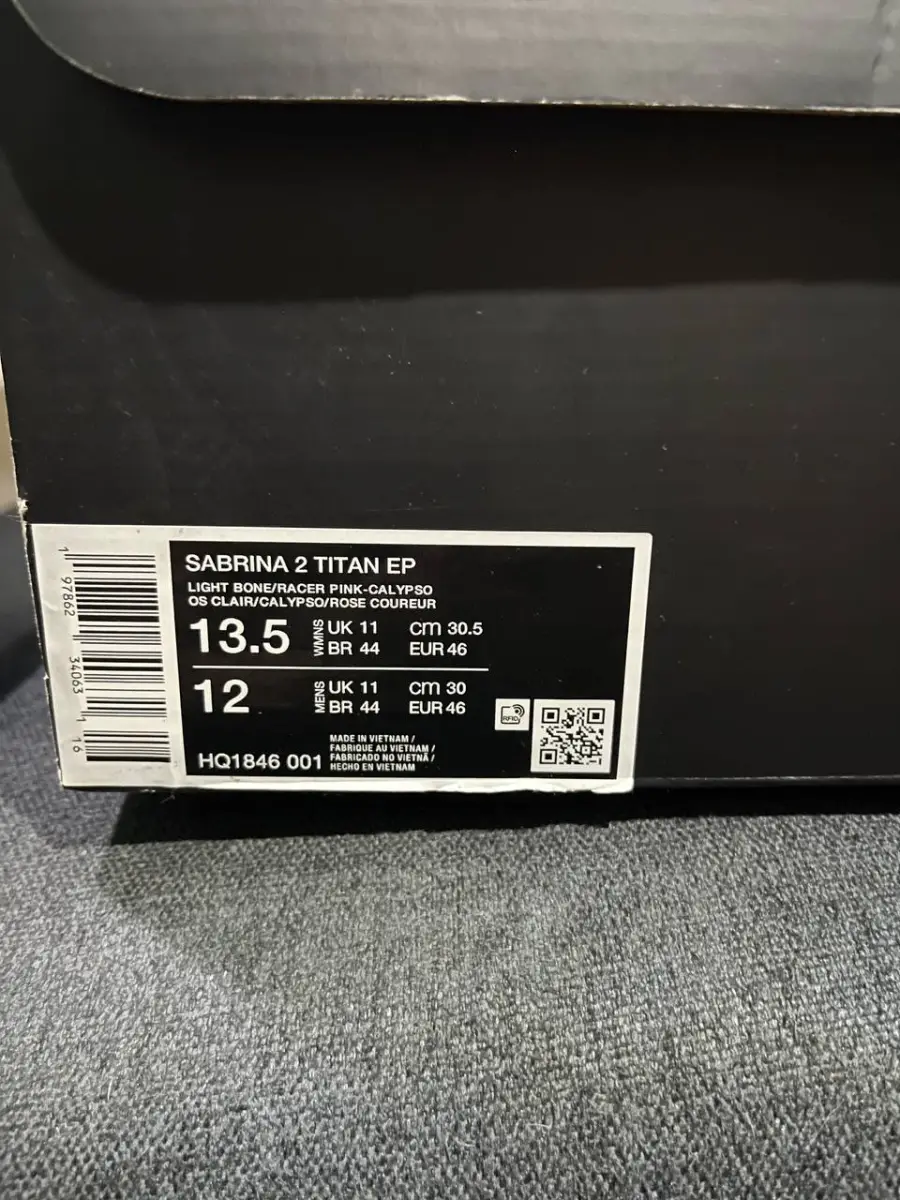 SABRINA 2 TITAN EP
LIGHT BONE/RACER PINK-CALYPSO
OS CLAIR/CALYPSO/ROSE COUREUR
13.5 WMNS UK 11 cm 30.5
BR 44 EUR 46
12 MENS UK 11 cm 30
BR 44 EUR 46
HQ1846 001
MADE IN VIETNAM /
FABRIQUE AU VIETNAM /
FABRICADO NO VIETNÃ /
HECHO EN VIETNAM
RFID
1 97862 34063 1 16